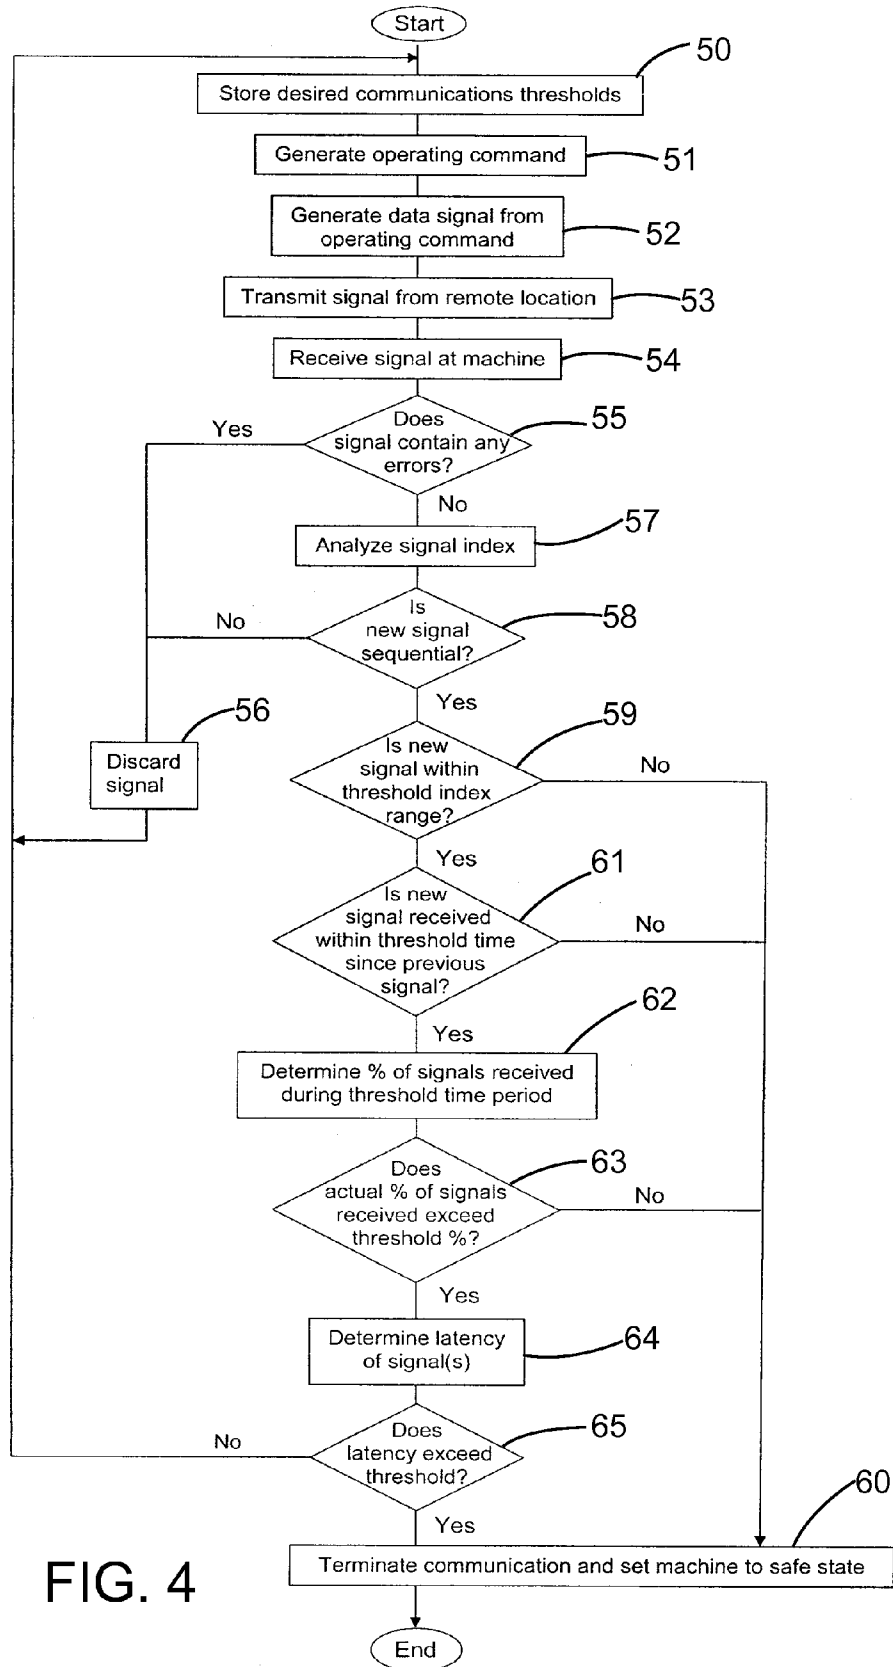 Start
50
Store desired communications thresholds
Generate operating command
51
Generate data signal from
operating command
52
Transmit signal from remote location
53
Receive signal at machine
54
Does
signal contain any
errors?
55
Yes
No
Analyze signal index
57
Is
new signal
sequential?
58
No
Yes
56
Discard
signal
59
Is new
signal within
threshold index
range?
No
Yes
61
Is new
signal received
within threshold time
since previous
signal?
No
Yes
62
Determine % of signals received
during threshold time period
Does
actual % of signals
received exceed
threshold %?
63
No
Yes
Determine latency
of signal(s)
64
Does
latency exceed
threshold?
65
No
Yes
60
Terminate communication and set machine to safe state
FIG. 4
End